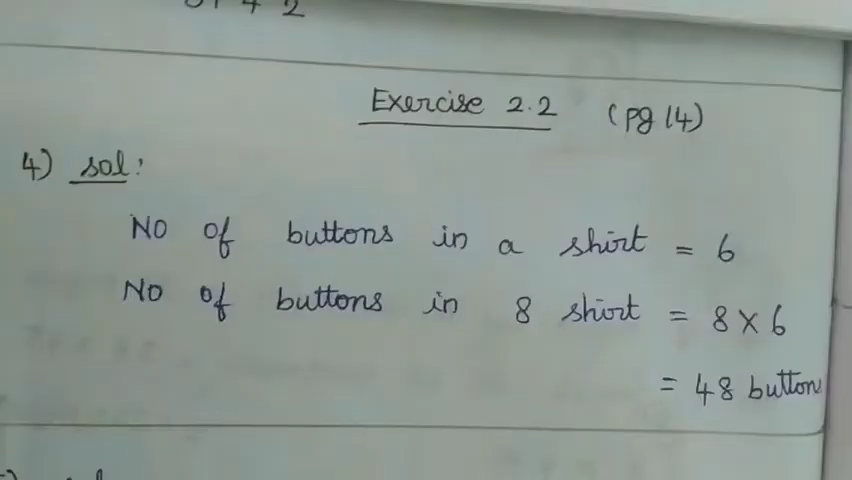 Exercise 2.2 (pg 14)
4) sol:
NO of buttons in a shirt = 6
NO of buttons in 8 shirt = 8 × 6
= 48 button